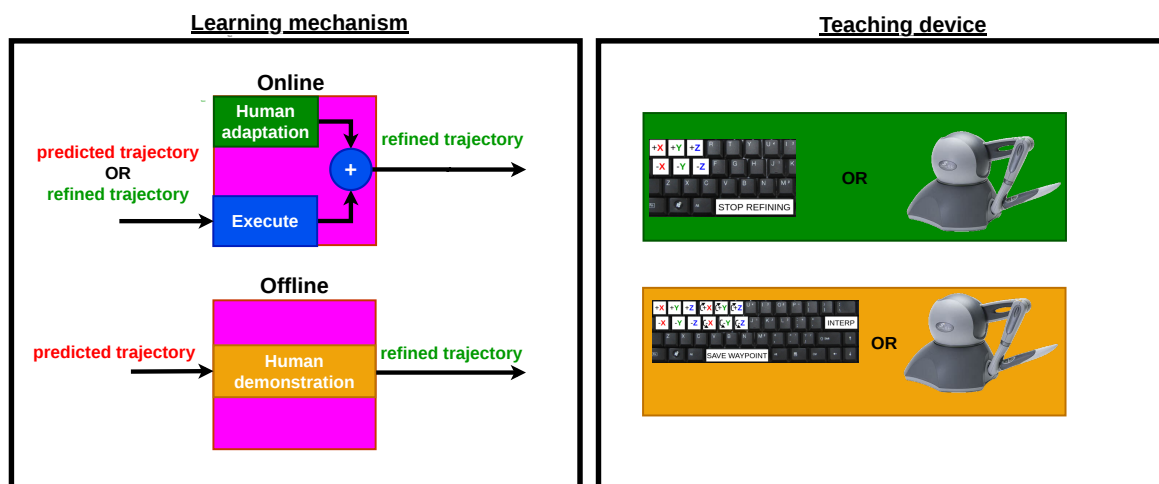 Learning mechanism
Online
Human
adaptation
predicted trajectory
OR
refined trajectory
+
refined trajectory
Execute
Offline
predicted trajectory
Human
demonstration
refined trajectory
Teaching device
+X +Y +Z R T Y U I
-X -Y -Z F G H J K
Z X C V B N M
STOP REFINING
OR
+X +Y +Z +X +Y +Z
-X -Y -Z -X -Y -Z INTERP
SAVE WAYPOINT
OR